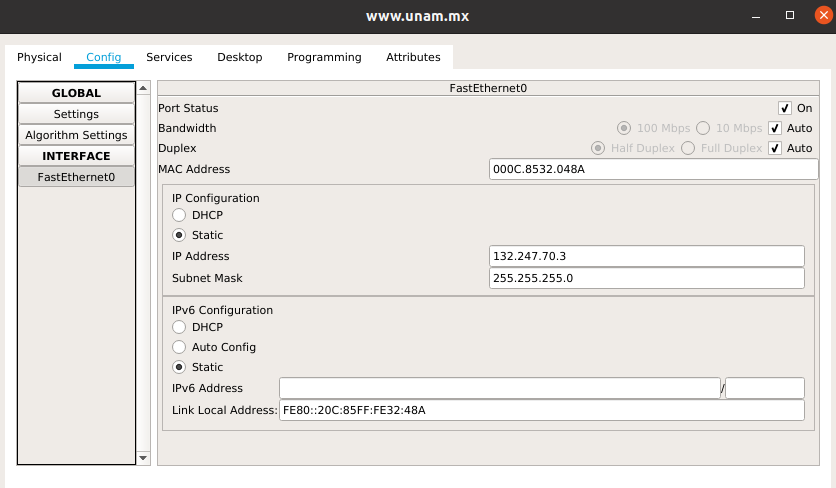 www.unam.mx
Physical Config Services Desktop Programming Attributes
GLOBAL
Settings
Algorithm Settings
INTERFACE
FastEthernet0
FastEthernet0
Port Status On
Bandwidth 100 Mbps 10 Mbps Auto
Duplex Half Duplex Full Duplex Auto
MAC Address 000C.8532.048A
IP Configuration
DHCP
Static
IP Address 132.247.70.3
Subnet Mask 255.255.255.0
IPv6 Configuration
DHCP
Auto Config
Static
IPv6 Address /
Link Local Address: FE80::20C:85FF:FE32:48A